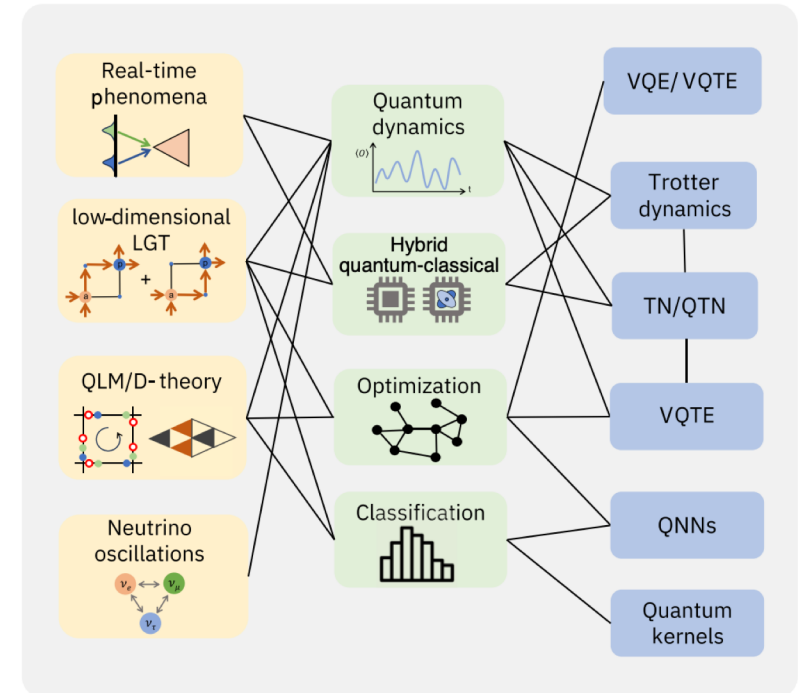 Real-time
phenomena
low-dimensional
LGT
p
a
+
p
a
QLM/D-theory
Neutrino
oscillations
νe
νμ
ντ
Quantum
dynamics
⟨O⟩
t
Hybrid
quantum-classical
Optimization
Classification
VQE/ VQTE
Trotter
dynamics
TN/QTN
VQTE
QNNs
Quantum
kernels